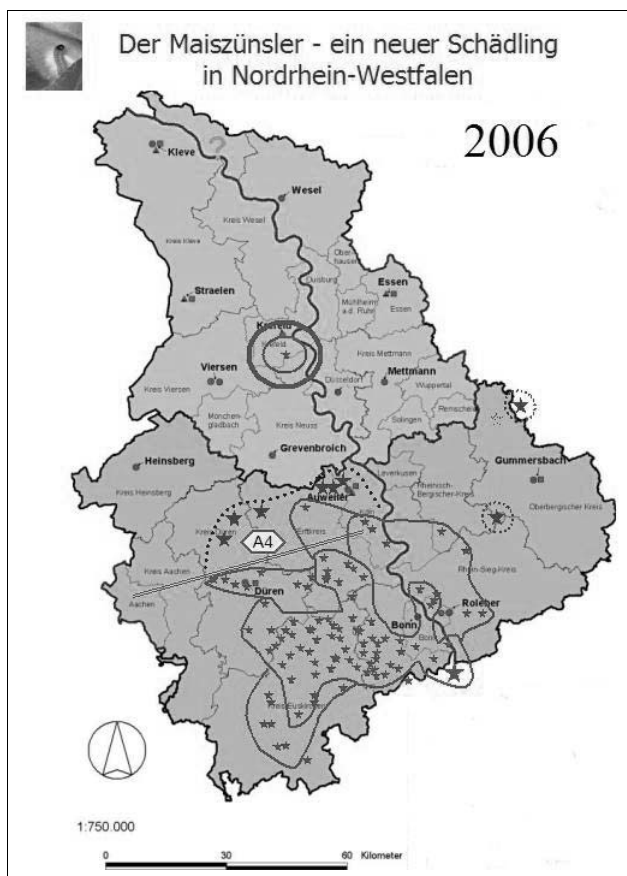 Der Maiszünsler - ein neuer Schädling
in Nordrhein-Westfalen
2006
?
Kleve
Wesel
Kreis Wesel
Kreis Kleve
Ober-
hausen
Duisburg
Straelen
Essen
Mühlheim
a.d. Ruhr
Essen
Krefeld
Krefeld
Kreis Mettmann
Viersen
Mettmann
Düsseldorf
Wuppertal
Kreis Viersen
Mönchen-
gladbach
Kreis Neuss
Solingen
Remscheid
Grevenbroich
Heinsberg
Leverkusen
Gummersbach
Rheinisch-
Bergischer-Kreis
Kreis Heinsberg
Auweiler
Köln
Oberbergischer Kreis
Kreis Düren
Erftkreis
A4
Kreis Aachen
Rhein-Sieg-Kreis
Aachen
Düren
Roleber
Bonn
Bonn
Kreis Euskirchen
1:750.000
0 30 60 Kilometer